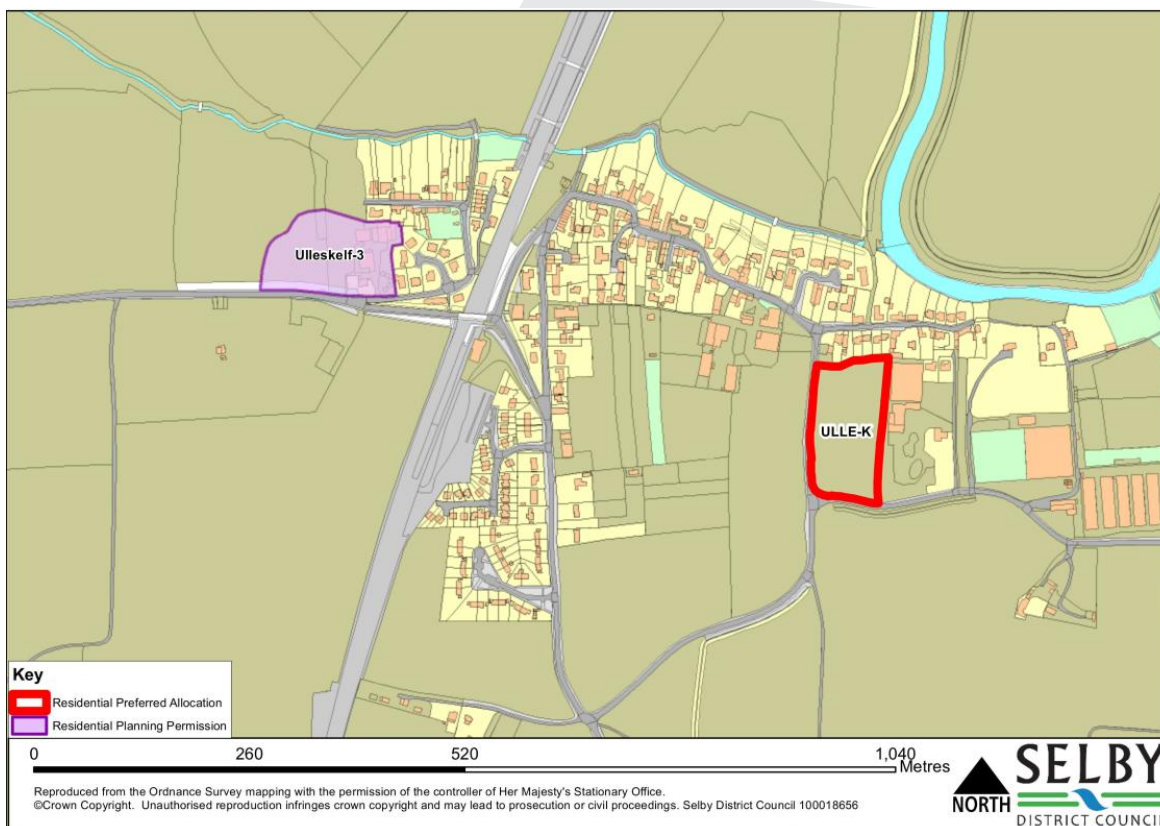 Ulleskelf-3
ULLE-K
Key
Residential Preferred Allocation
Residential Planning Permission
0 260 520 1,040
Metres
Reproduced from the Ordnance Survey mapping with the permission of the controller of Her Majesty's Stationary Office.
©Crown Copyright. Unauthorised reproduction infringes crown copyright and may lead to prosecution or civil proceedings. Selby District Council 100018656
NORTH
SELBY
DISTRICT COUNCIL